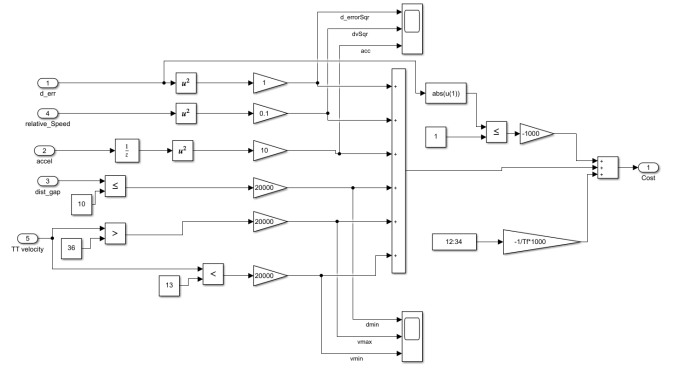 d_errorSqr
dvSqr
acc
1
d_err
u²
1
+
abs(u(1))
4
relative_Speed
u²
0.1
+
1
≤
-1000
2
accel
1
z
u²
10
+
+
+
+
1
Cost
3
dist_gap
10
≤
20000
+
5
TT velocity
36
>
20000
+
12:34
-1/Tf*1000
13
<
20000
+
dmin
vmax
vmin